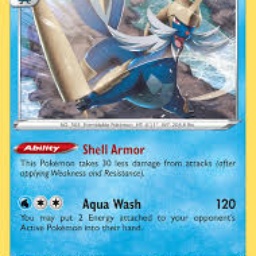 Ability Shell Armor
This Pokémon takes 30 less damage from attacks (after
applying Weakness and Resistance).
Aqua Wash 120
You may put 2 Energy attached to your opponent's
Active Pokémon into their hand.